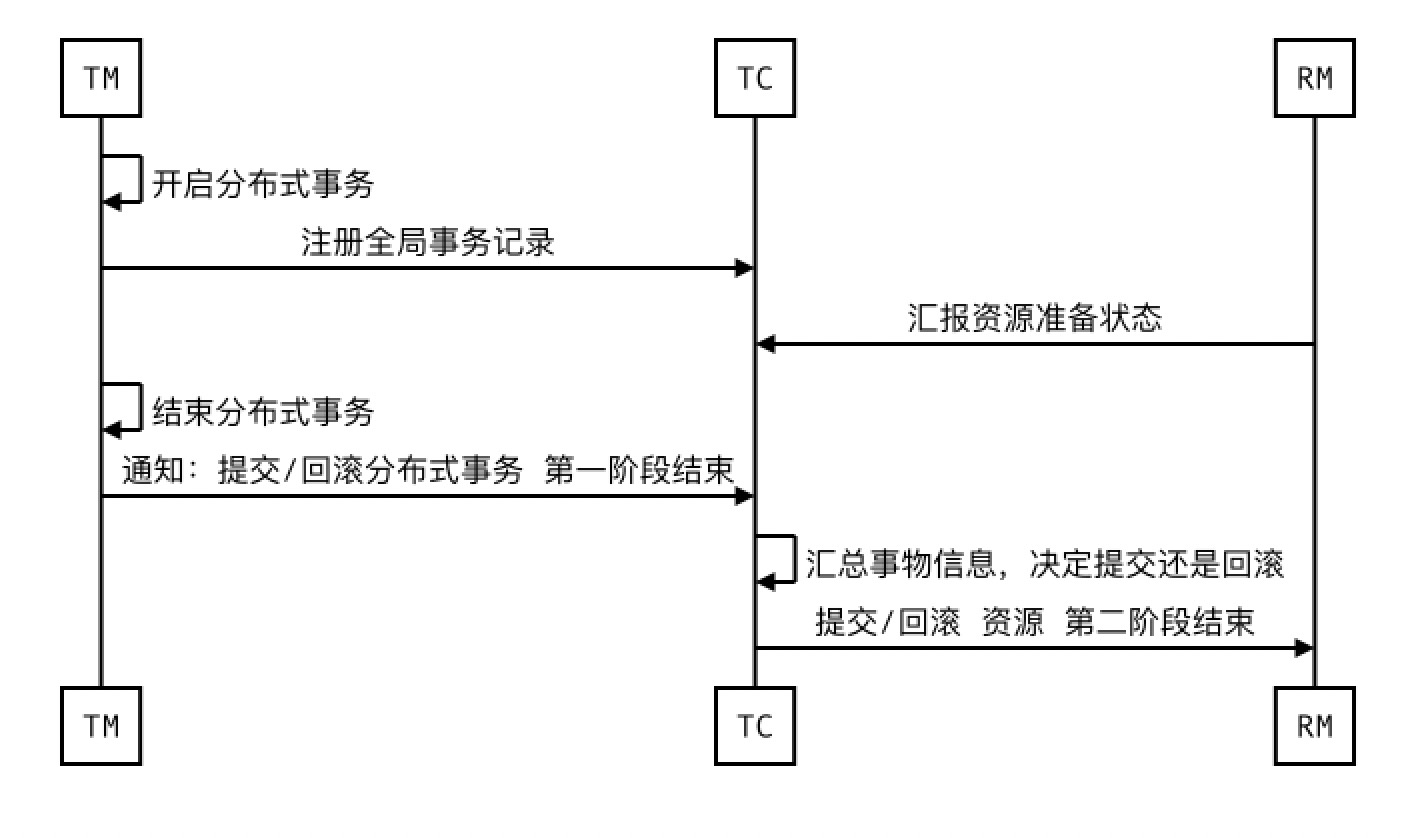 TM
TC
RM
开启分布式事务
注册全局事务记录
汇报资源准备状态
结束分布式事务
通知: 提交/回滚分布式事务 第一阶段结束
汇总事物信息, 决定提交还是回滚
提交/回滚 资源 第二阶段结束
TM
TC
RM